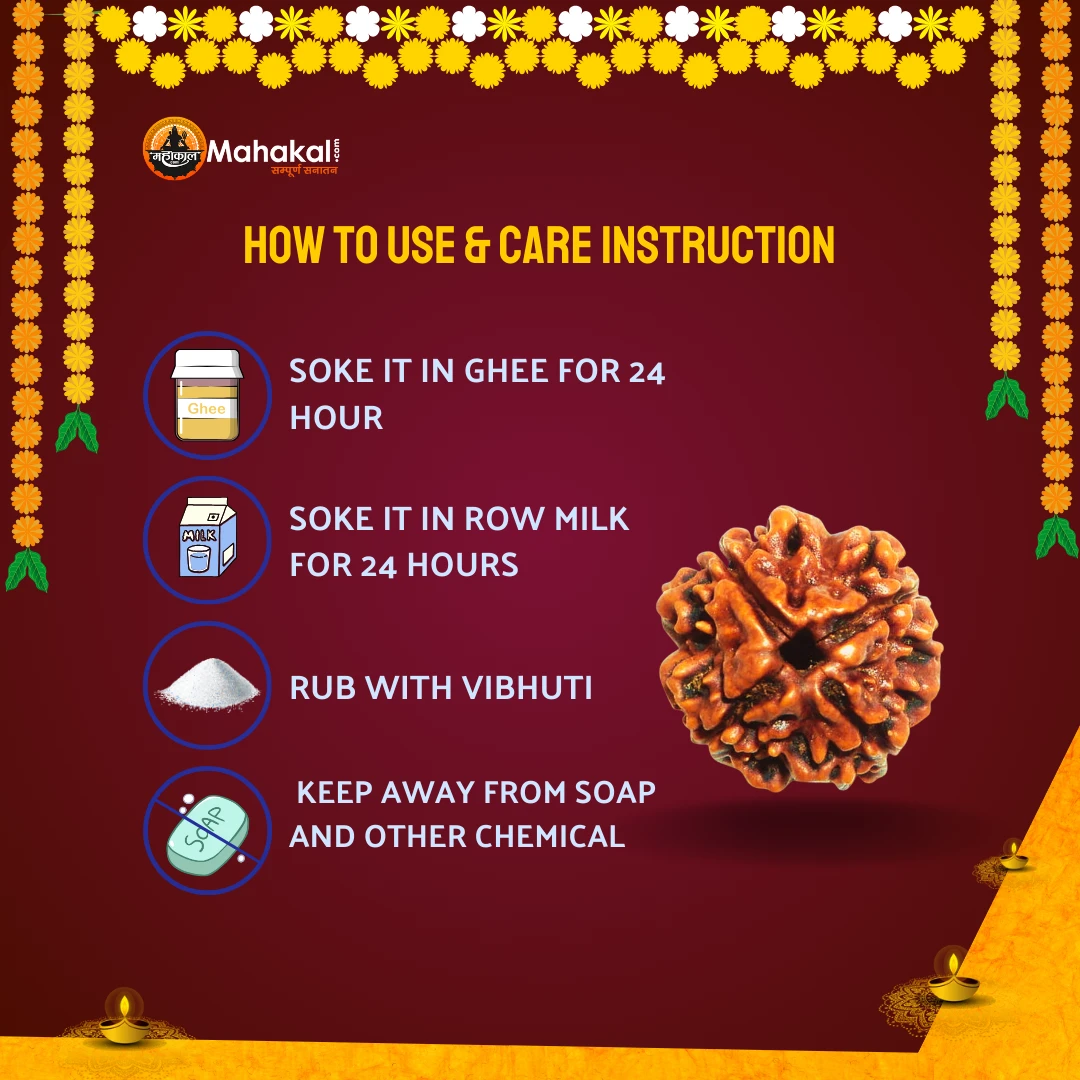 महाकाल
.com
Mahakal
.com
सम्पूर्ण सनातन
HOW TO USE & CARE INSTRUCTION
Ghee
SOKE IT IN GHEE FOR 24
HOUR
MILK
SOKE IT IN ROW MILK
FOR 24 HOURS
RUB WITH VIBHUTI
KEEP AWAY FROM SOAP
AND OTHER CHEMICAL
SOAP